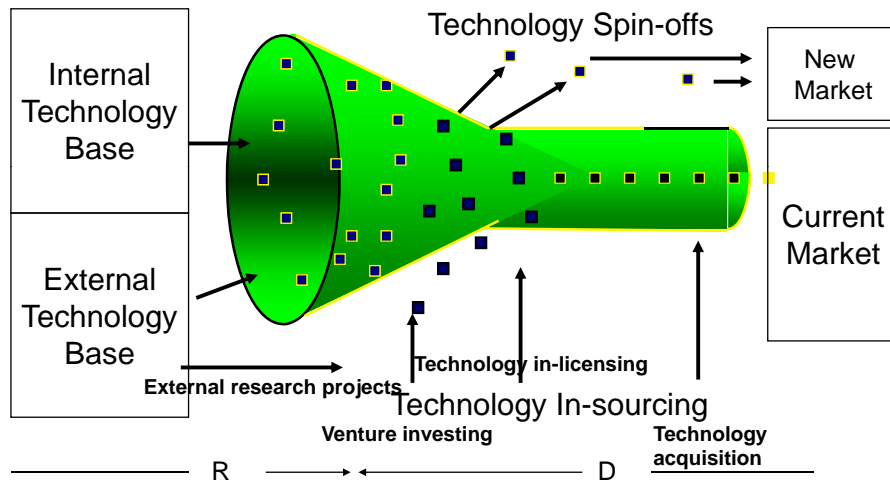 Technology Spin-offs
Internal
Technology
Base
New
Market
Current
Market
External
Technology
Base
Technology in-licensing
External research projects
Technology In-sourcing
Venture investing
Technology
acquisition
R
D